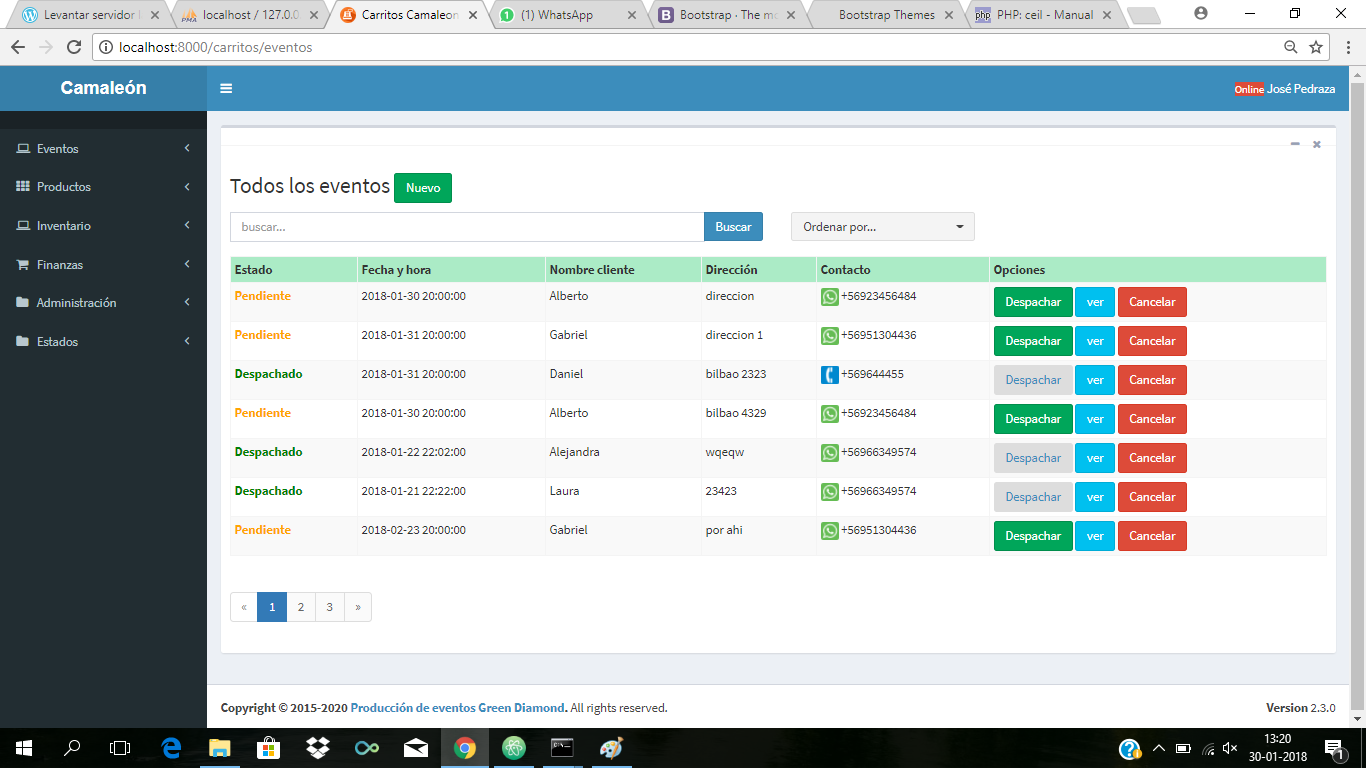 Levantar servidor
localhost / 127.0.0
Carritos Camaleon
(1) WhatsApp
Bootstrap · The mo
Bootstrap Themes
PHP: ceil - Manual
localhost:8000/carritos/eventos
Camaleón
Online José Pedraza
Eventos
Productos
Inventario
Finanzas
Administración
Estados
Todos los eventos Nuevo
buscar... Buscar Ordenar por...
Estado Fecha y hora Nombre cliente Dirección Contacto Opciones
Pendiente 2018-01-30 20:00:00 Alberto direccion +56923456484 Despachar ver Cancelar
Pendiente 2018-01-31 20:00:00 Gabriel direccion 1 +56951304436 Despachar ver Cancelar
Despachado 2018-01-31 20:00:00 Daniel bilbao 2323 +569644455 Despachar ver Cancelar
Pendiente 2018-01-30 20:00:00 Alberto bilbao 4329 +56923456484 Despachar ver Cancelar
Despachado 2018-01-22 22:02:00 Alejandra wqeqw +56966349574 Despachar ver Cancelar
Despachado 2018-01-21 22:22:00 Laura 23423 +56966349574 Despachar ver Cancelar
Pendiente 2018-02-23 20:00:00 Gabriel por ahi +56951304436 Despachar ver Cancelar
« 1 2 3 »
Copyright © 2015-2020 Producción de eventos Green Diamond. All rights reserved.
Version 2.3.0
13:20
30-01-2018
1